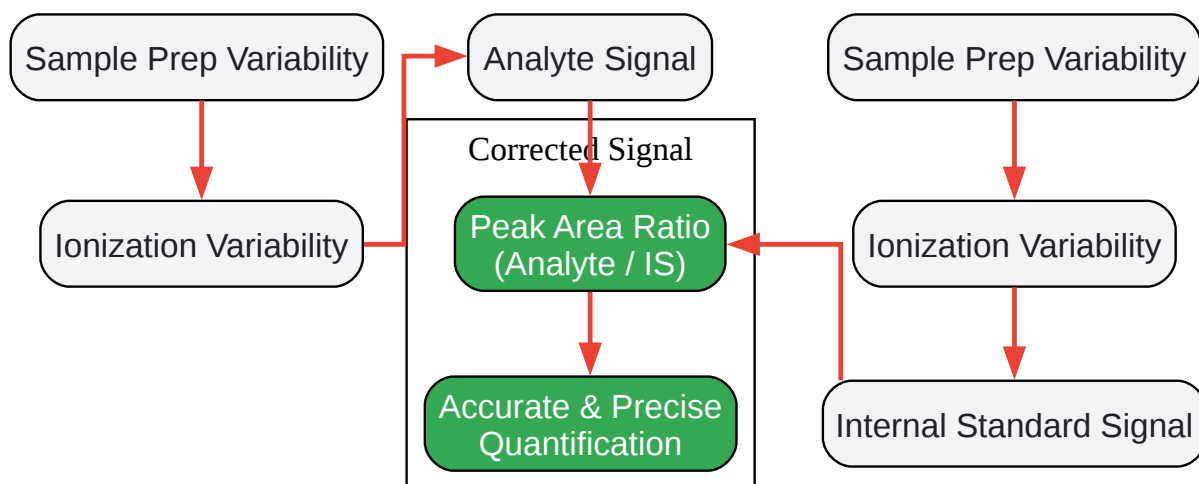 Sample Prep Variability
Analyte Signal
Sample Prep Variability
Corrected Signal
Ionization Variability
Peak Area Ratio
(Analyte / IS)
Ionization Variability
Accurate & Precise
Quantification
Internal Standard Signal